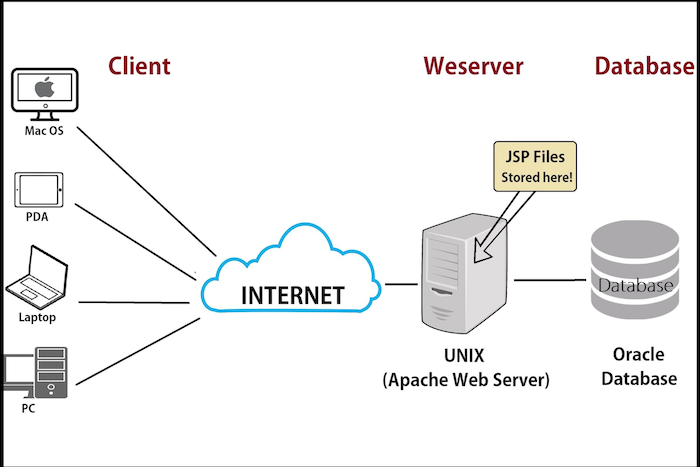 Client
Weserver
Database
Mac OS
PDA
Laptop
PC
INTERNET
JSP Files
Stored here!
UNIX
(Apache Web Server)
Database
Oracle
Database